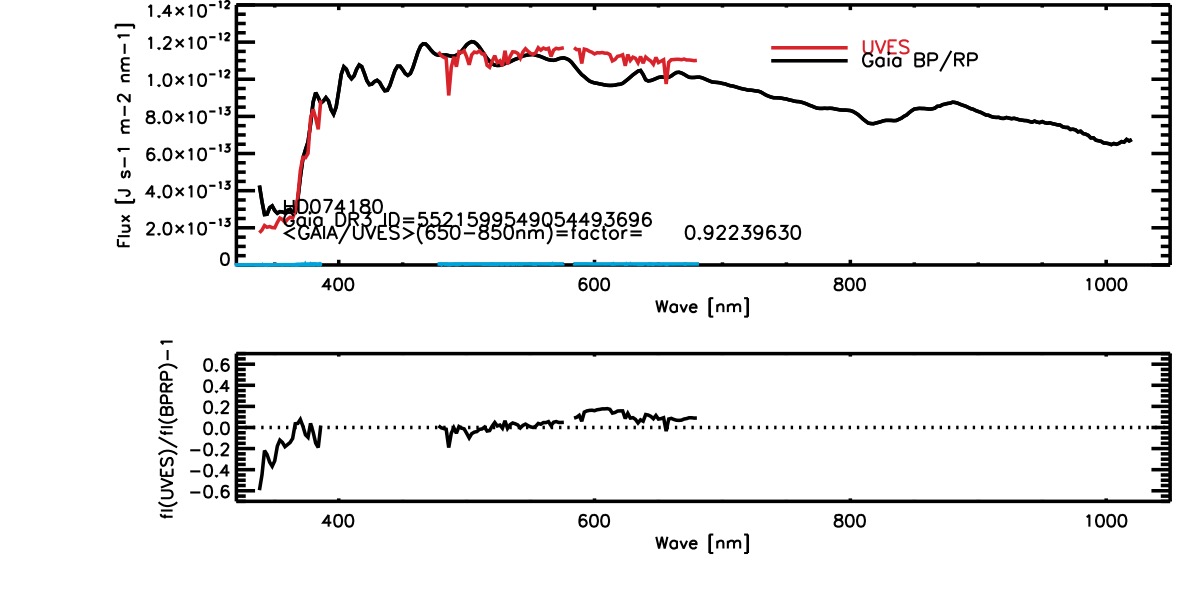 1.4×10−12
1.2×10−12
1.0×10−12
8.0×10−13
6.0×10−13
4.0×10−13
2.0×10−13
0
Flux [J s−1 m−2 nm−1]
UVES
Gaia BP/RP
HD074180
Gaia DR3 ID=5521599549054493696
<GAIA/UVES>(650−850nm)=factor= 0.92239630
400 600 800 1000
Wave [nm]
0.6
0.4
0.2
0.0
−0.2
−0.4
−0.6
fl(UVES)/fl(BPRP)−1
400 600 800 1000
Wave [nm]